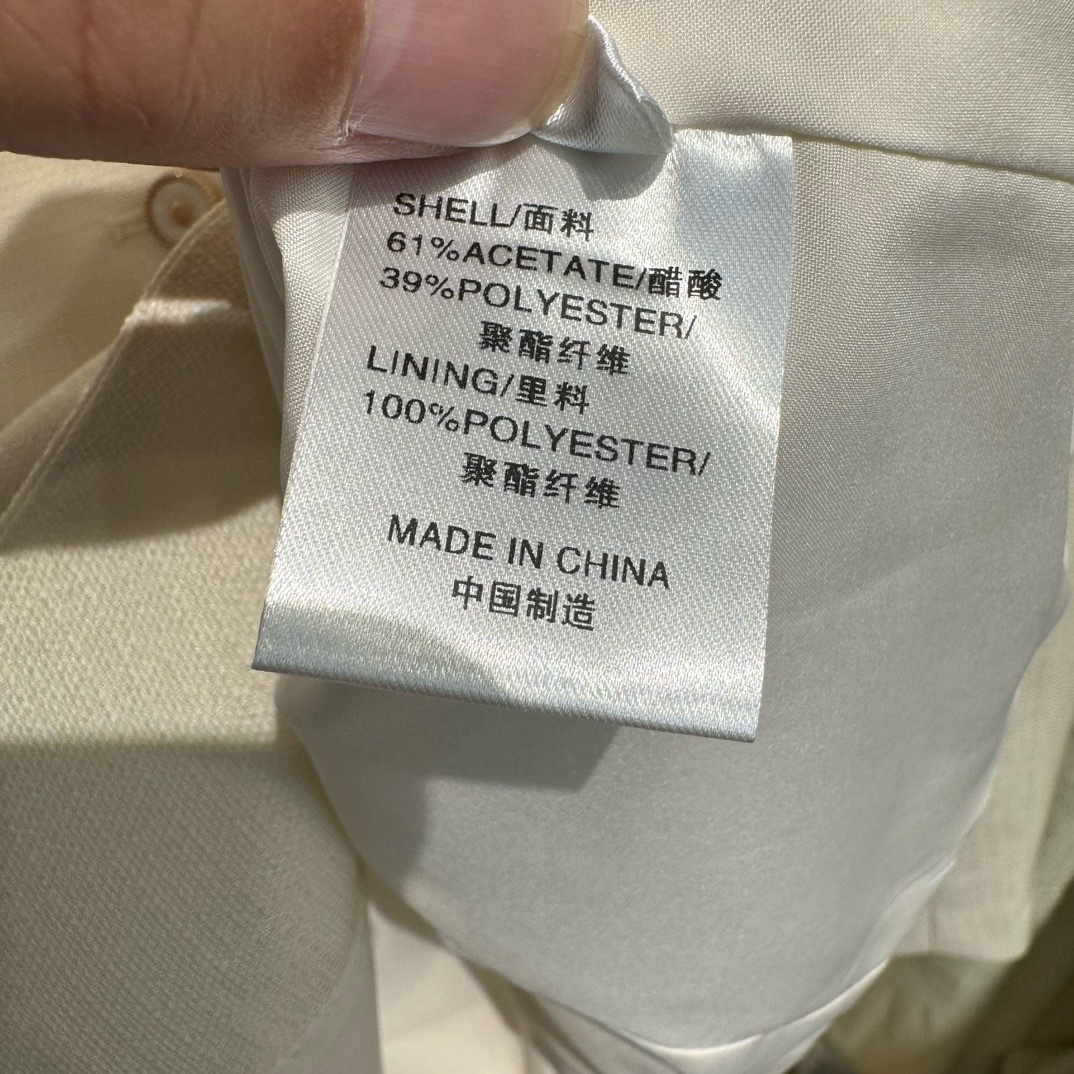 SHELL/面料
61%ACETATE/醋酸
39%POLYESTER/
聚酯纤维
LINING/里料
100%POLYESTER/
聚酯纤维
MADE IN CHINA
中国制造